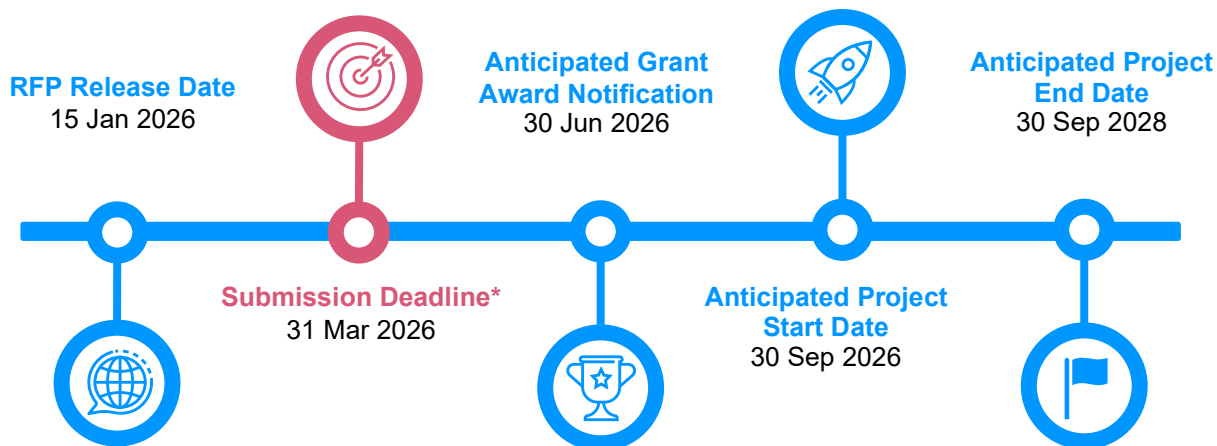 RFP Release Date
15 Jan 2026
Submission Deadline*
31 Mar 2026
Anticipated Grant
Award Notification
30 Jun 2026
Anticipated Project
Start Date
30 Sep 2026
Anticipated Project
End Date
30 Sep 2028